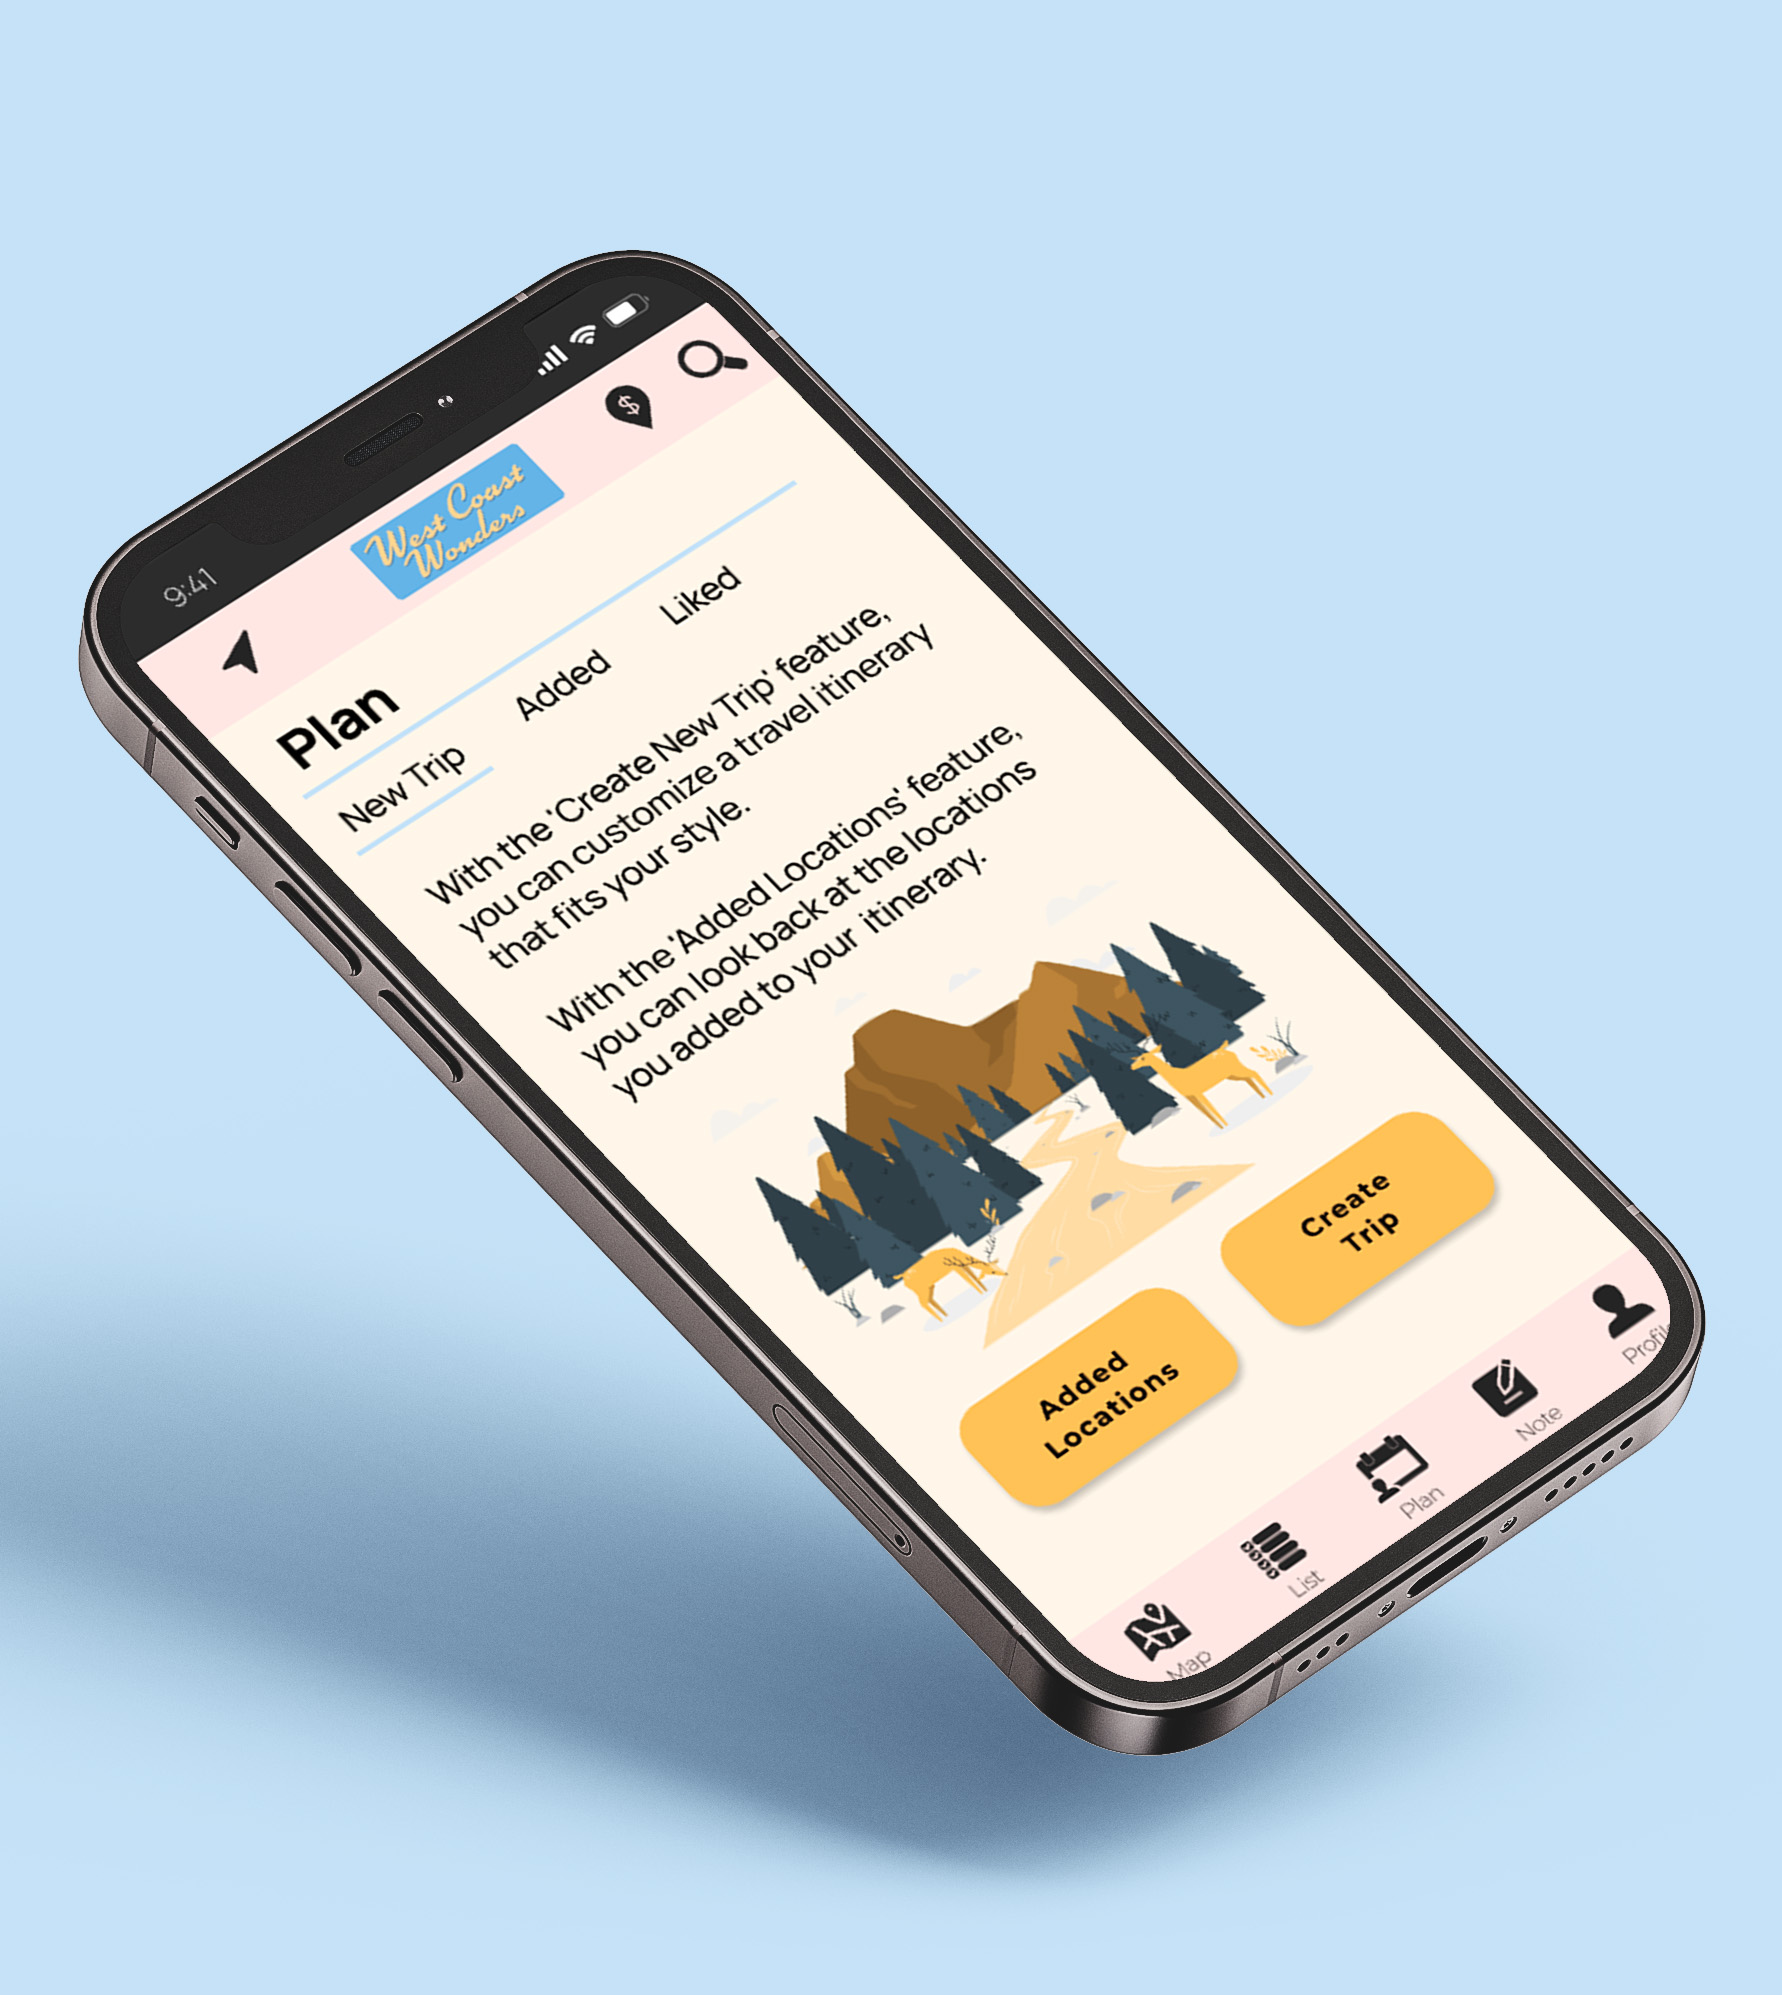 9:41
$
West Coast
Wonders
Plan
New Trip
Added
Liked
With the 'Create New Trip' feature,
you can customize a travel itinerary
that fits your style.
With the 'Added Locations' feature,
you can look back at the locations
you added to your itinerary.
Added
Locations
Create
Trip
Map
List
Plan
Note
Profile